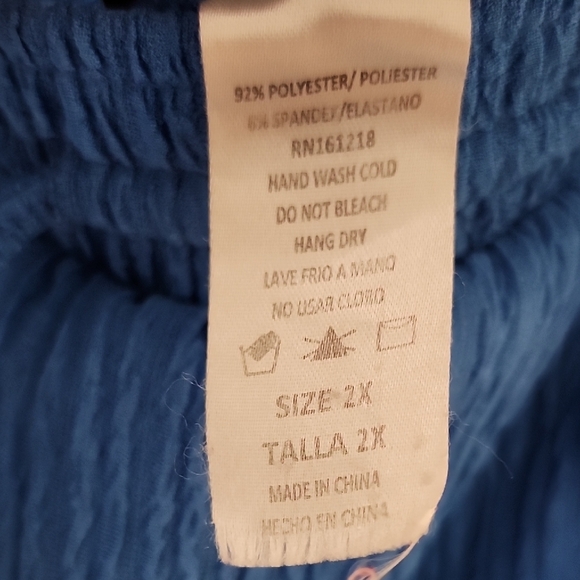 92% POLYESTER/ POLIESTER
8% SPANDEX/ELASTANO
RN161218
HAND WASH COLD
DO NOT BLEACH
HANG DRY
LAVE FRIO A MANO
NO USAR CLORO
SIZE 2X
TALLA 2X
MADE IN CHINA
HECHO EN CHINA